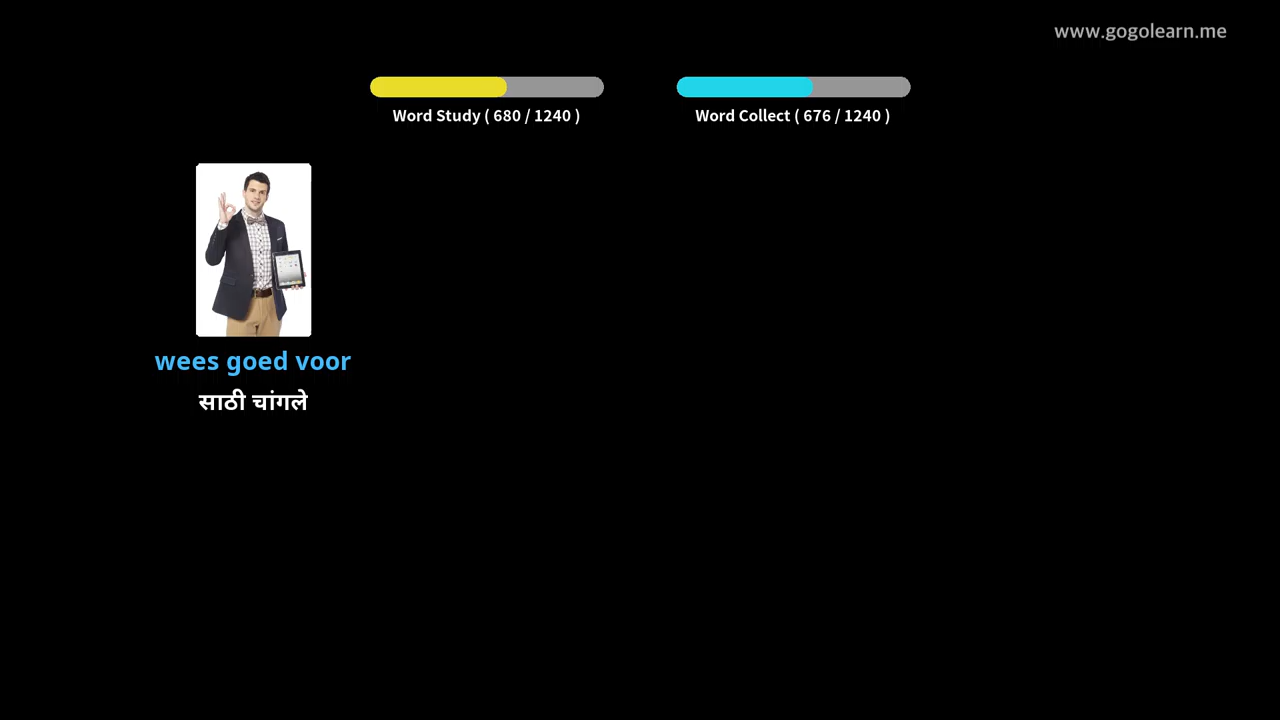 www.gogolearn.me
Word Study ( 680 / 1240 )
Word Collect ( 676 / 1240 )
wees goed voor
साठी चांगले